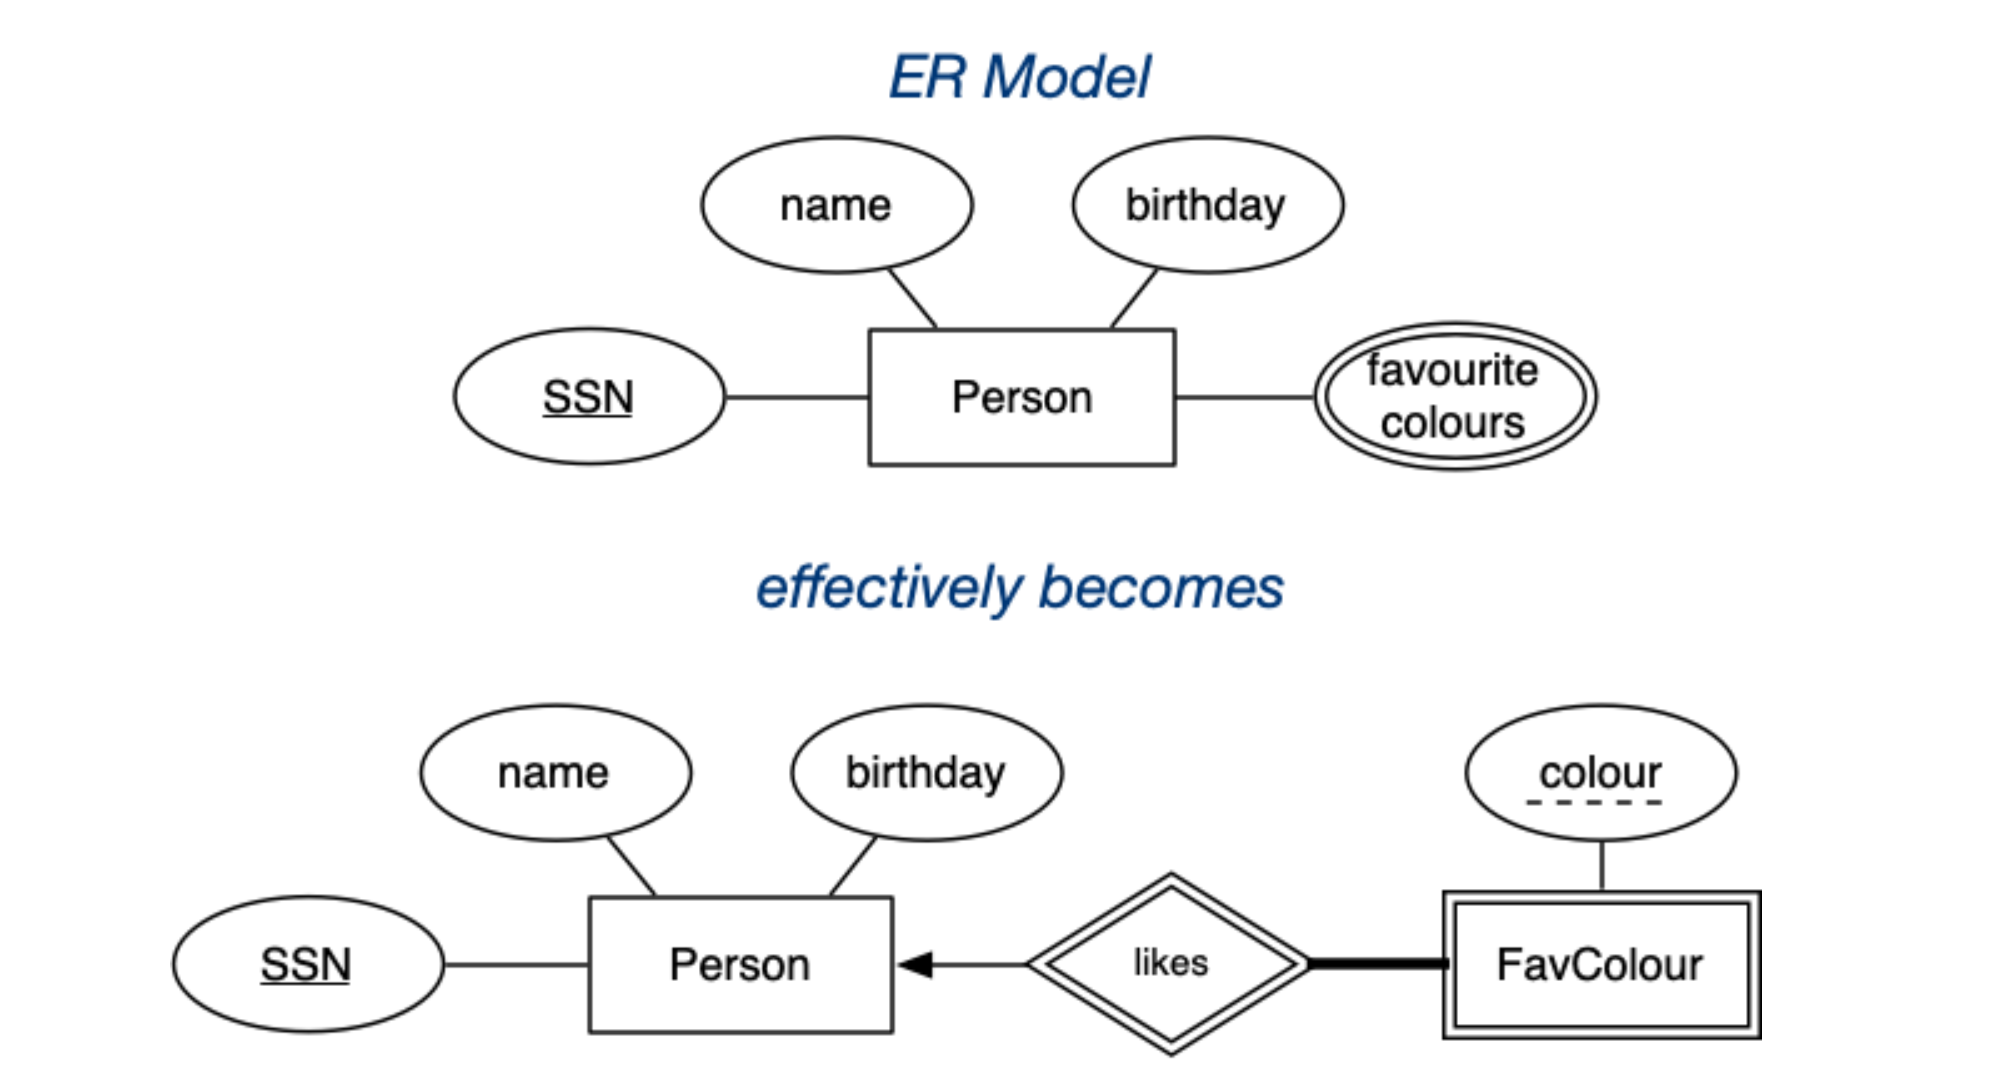 ER Model
name
birthday
SSN
Person
favourite
colours
effectively becomes
name
birthday
colour
SSN
Person
likes
FavColour